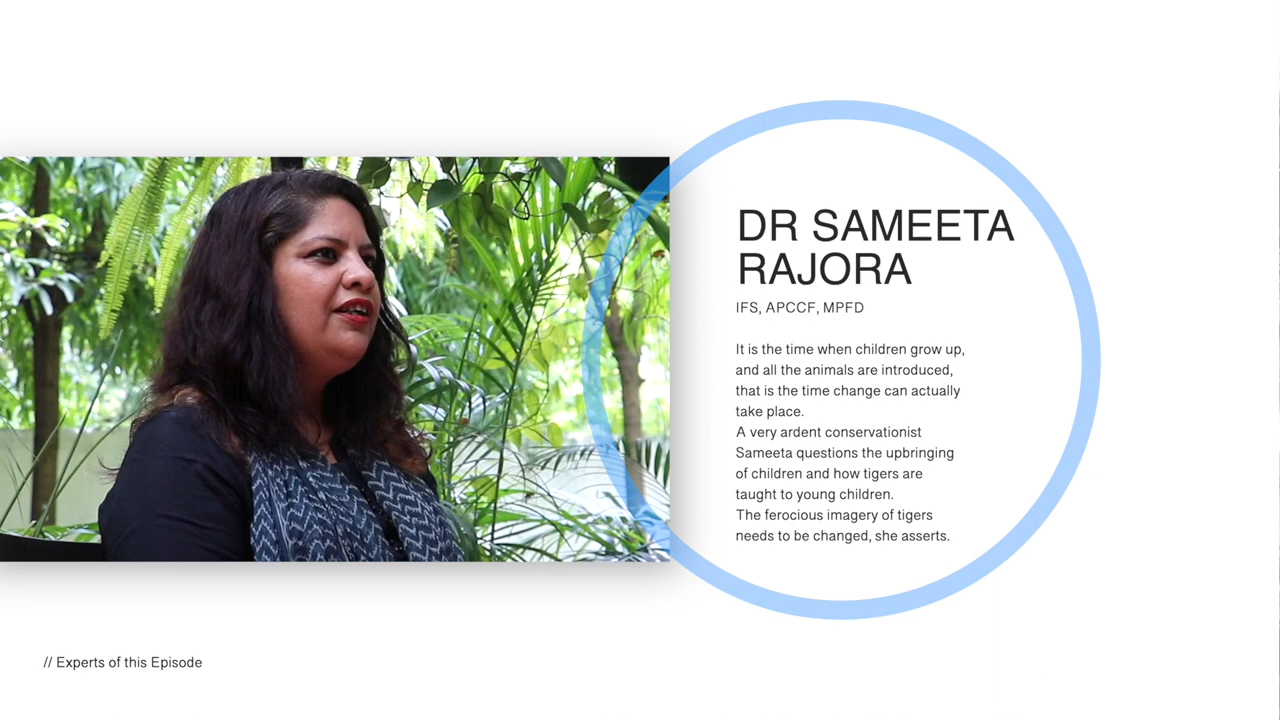 DR SAMEETA
RAJORA
IFS, APCCF, MPFD
It is the time when children grow up,
and all the animals are introduced,
that is the time change can actually
take place.
A very ardent conservationist
Sameeta questions the upbringing
of children and how tigers are
taught to young children.
The ferocious imagery of tigers
needs to be changed, she asserts.
// Experts of this Episode